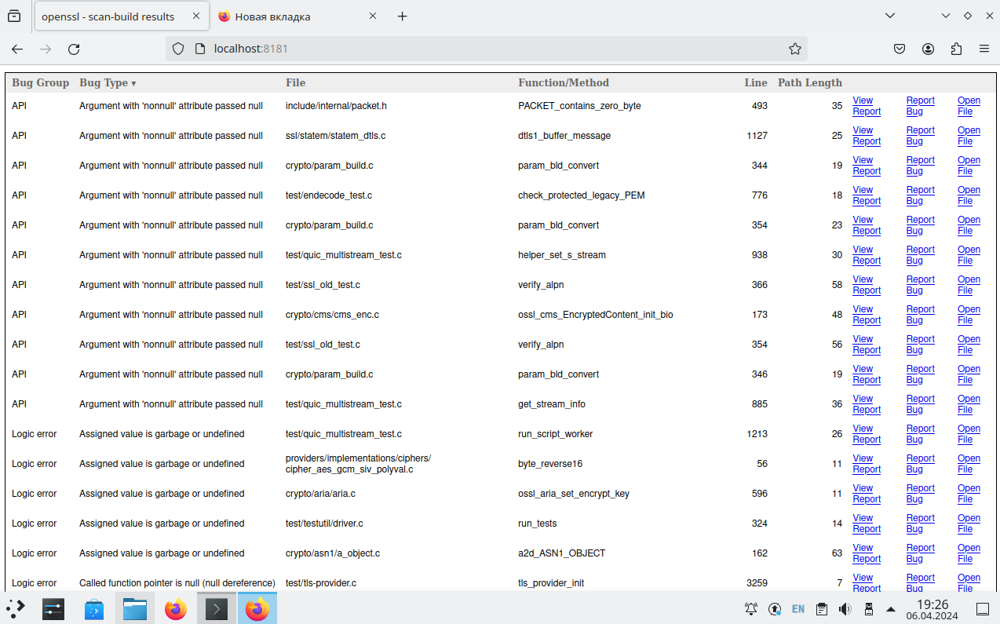 openssl - scan-build results
Новая вкладка
localhost:8181
Bug Group Bug Type ▾ File Function/Method Line Path Length
API Argument with 'nonnull' attribute passed null include/internal/packet.h PACKET_contains_zero_byte 493 35 View Report Report Bug Open File
API Argument with 'nonnull' attribute passed null ssl/statem/statem_dtls.c dtls1_buffer_message 1127 25 View Report Report Bug Open File
API Argument with 'nonnull' attribute passed null crypto/param_build.c param_bld_convert 344 19 View Report Report Bug Open File
API Argument with 'nonnull' attribute passed null test/endecode_test.c check_protected_legacy_PEM 776 18 View Report Report Bug Open File
API Argument with 'nonnull' attribute passed null crypto/param_build.c param_bld_convert 354 23 View Report Report Bug Open File
API Argument with 'nonnull' attribute passed null test/quic_multistream_test.c helper_set_s_stream 938 30 View Report Report Bug Open File
API Argument with 'nonnull' attribute passed null test/ssl_old_test.c verify_alpn 366 58 View Report Report Bug Open File
API Argument with 'nonnull' attribute passed null crypto/cms/cms_enc.c ossl_cms_EncryptedContent_init_bio 173 48 View Report Report Bug Open File
API Argument with 'nonnull' attribute passed null test/ssl_old_test.c verify_alpn 354 56 View Report Report Bug Open File
API Argument with 'nonnull' attribute passed null crypto/param_build.c param_bld_convert 346 19 View Report Report Bug Open File
API Argument with 'nonnull' attribute passed null test/quic_multistream_test.c get_stream_info 885 36 View Report Report Bug Open File
Logic error Assigned value is garbage or undefined test/quic_multistream_test.c run_script_worker 1213 26 View Report Report Bug Open File
Logic error Assigned value is garbage or undefined providers/implementations/ciphers/cipher_aes_gcm_siv_polyval.c byte_reverse16 56 11 View Report Report Bug Open File
Logic error Assigned value is garbage or undefined crypto/aria/aria.c ossl_aria_set_encrypt_key 596 11 View Report Report Bug Open File
Logic error Assigned value is garbage or undefined test/testutil/driver.c run_tests 324 14 View Report Report Bug Open File
Logic error Assigned value is garbage or undefined crypto/asn1/a_object.c a2d_ASN1_OBJECT 162 63 View Report Report Bug Open File
Logic error Called function pointer is null (null dereference) test/tls-provider.c tls_provider_init 3259 7 View Report Report Bug Open File
EN
19:26
06.04.2024